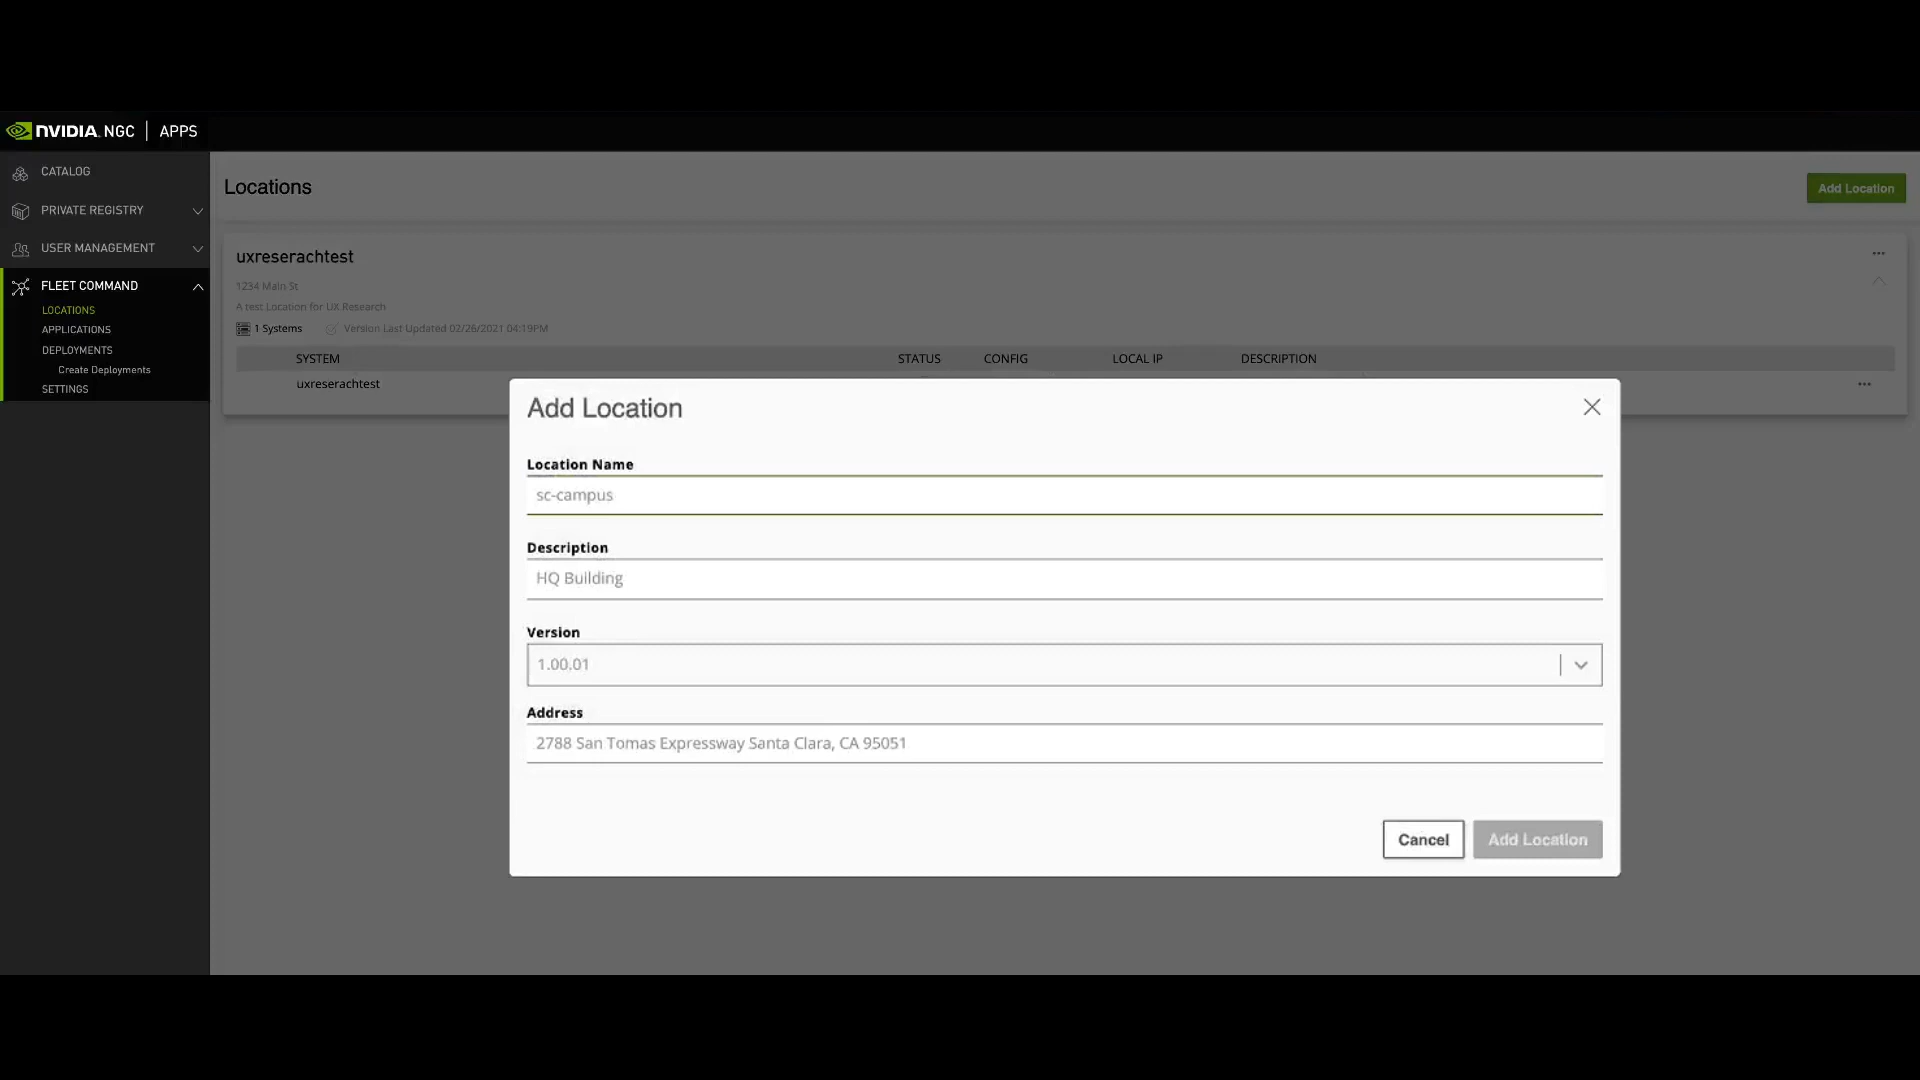 NVIDIA NGC | APPS
CATALOG
PRIVATE REGISTRY
USER MANAGEMENT
FLEET COMMAND
LOCATIONS
APPLICATIONS
DEPLOYMENTS
Create Deployments
SETTINGS
Locations
Add Location
uxreserachtest
1234 Main St
A test Location for UX Research
1 Systems Version Last Updated 02/26/2021 04:19PM
SYSTEM STATUS CONFIG LOCAL IP DESCRIPTION
uxreserachtest
Add Location
Location Name
sc-campus
Description
HQ Building
Version
1.00.01
Address
2788 San Tomas Expressway Santa Clara, CA 95051
Cancel Add Location